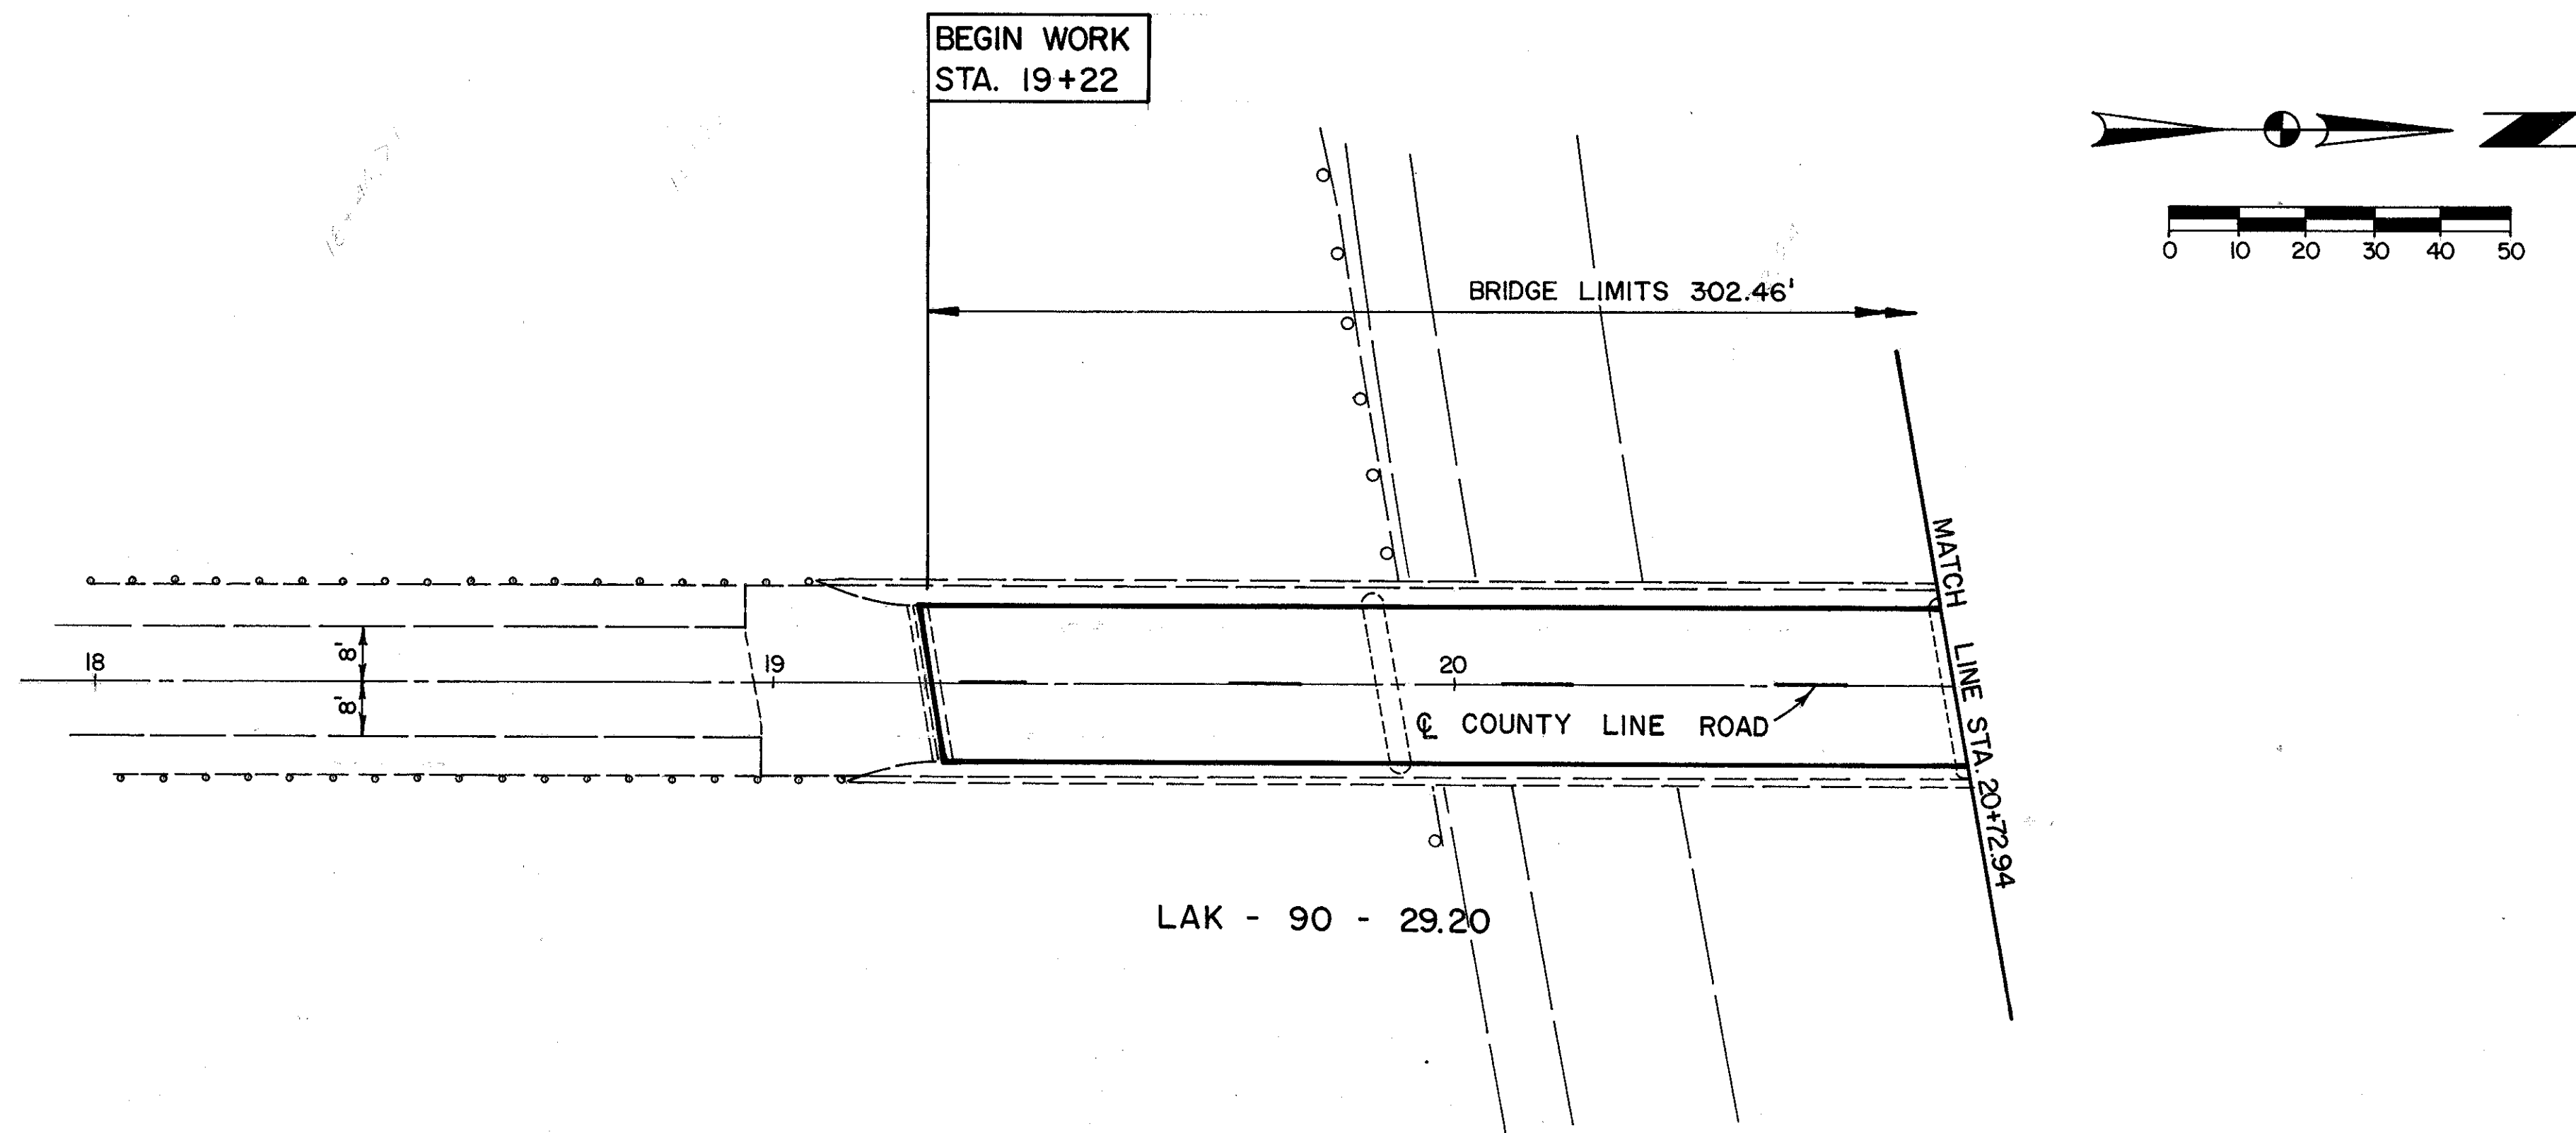 BEGIN WORK
STA. 19+22
0 10 20 30 40 50
BRIDGE LIMITS 302.46'
MATCH LINE STA. 20+72.94
8'
8'
18
19
20
℄ COUNTY LINE ROAD
LAK - 90 - 29.20